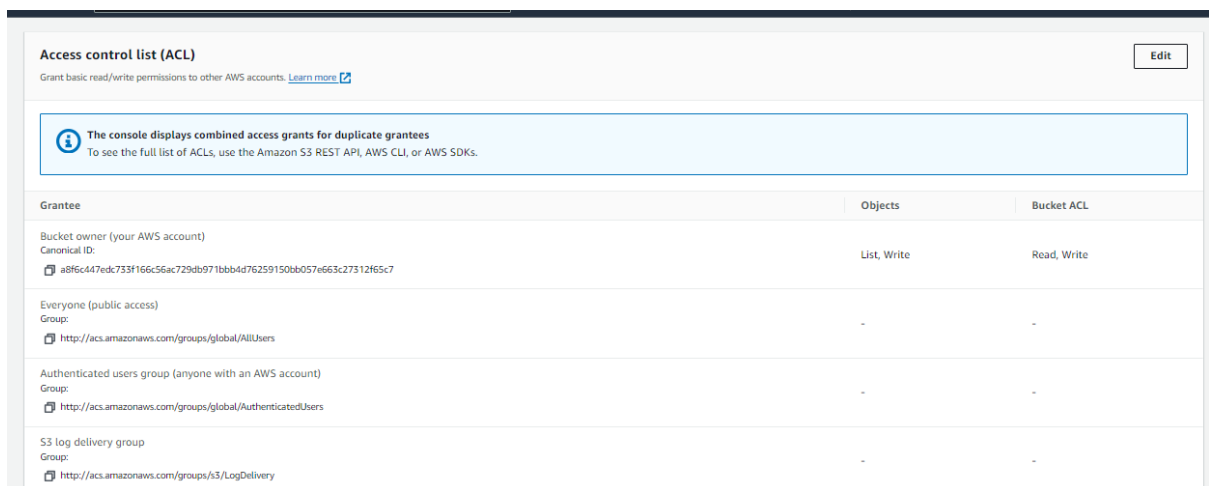 Access control list (ACL)
Edit
Grant basic read/write permissions to other AWS accounts. Learn more
The console displays combined access grants for duplicate grantees
To see the full list of ACLs, use the Amazon S3 REST API, AWS CLI, or AWS SDKs.
Grantee Objects Bucket ACL
Bucket owner (your AWS account)
Canonical ID:
a8f6c447edc733f166c56ac729db971bbb4d76259150bb057e663c27312f65c7
List, Write Read, Write
Everyone (public access)
Group:
http://acs.amazonaws.com/groups/global/AllUsers
- -
Authenticated users group (anyone with an AWS account)
Group:
http://acs.amazonaws.com/groups/global/AuthenticatedUsers
- -
S3 log delivery group
Group:
http://acs.amazonaws.com/groups/s3/LogDelivery
- -